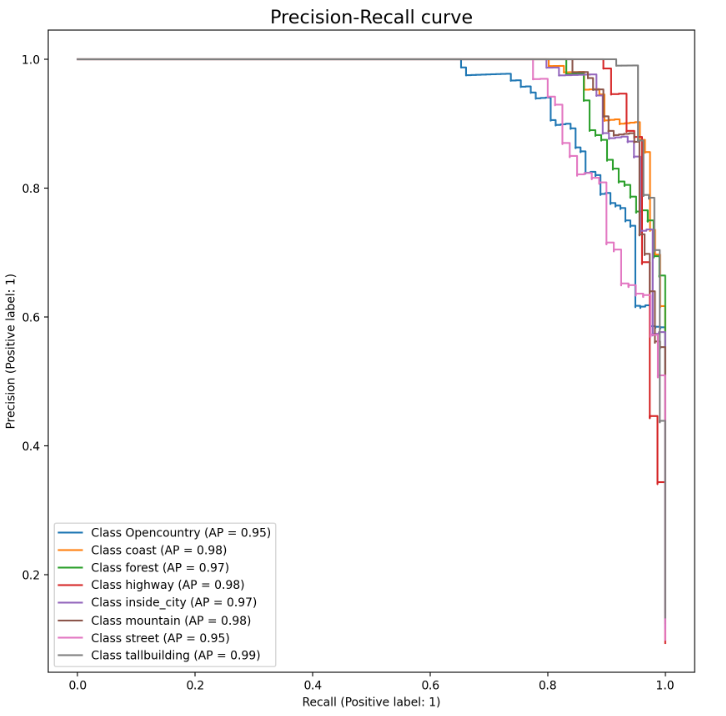 Precision-Recall curve
Precision (Positive label: 1)
1.0
0.8
0.6
0.4
0.2
Class Opencountry (AP = 0.95)
Class coast (AP = 0.98)
Class forest (AP = 0.97)
Class highway (AP = 0.98)
Class inside_city (AP = 0.97)
Class mountain (AP = 0.98)
Class street (AP = 0.95)
Class tallbuilding (AP = 0.99)
0.0 0.2 0.4 0.6 0.8 1.0
Recall (Positive label: 1)